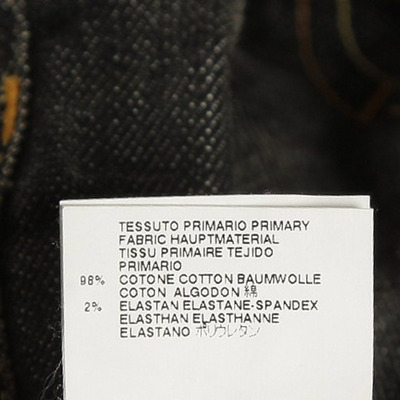 TESSUTO PRIMARIO PRIMARY
FABRIC HAUPTMATERIAL
TISSU PRIMAIRE TEJIDO
PRIMARIO
98% COTONE COTTON BAUMWOLLE
COTON ALGODON 綿
2% ELASTAN ELASTANE-SPANDEX
ELASTHAN ELASTHANNE
ELASTANO ポリウレタン